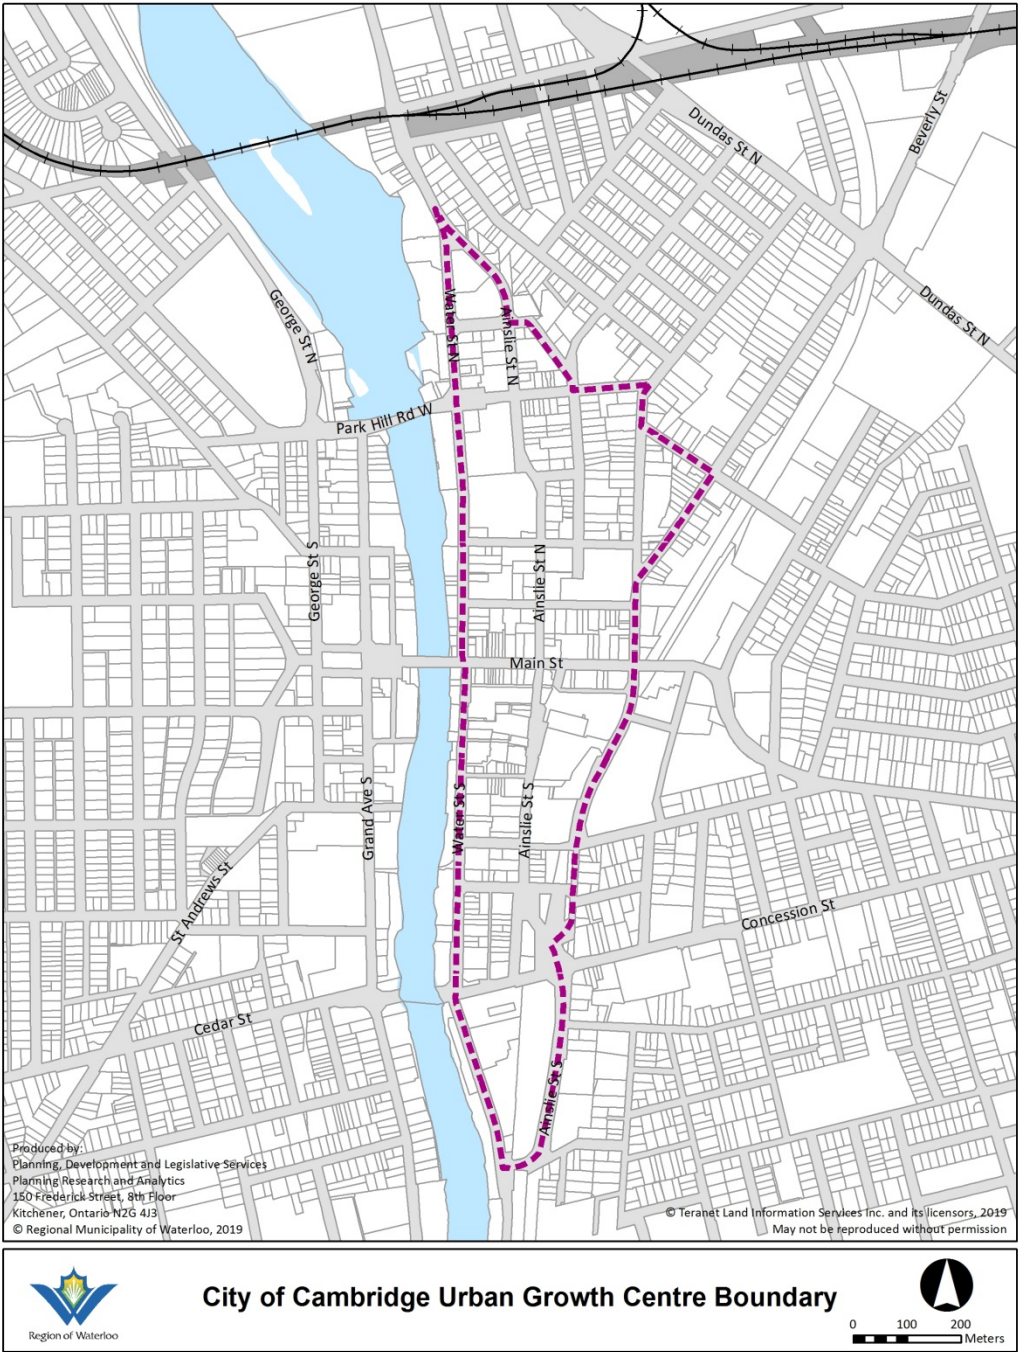 Dundas St N
Beverly St
George St N
Water St N
Ainslie St N
Dundas St N
Park Hill Rd W
George St S
Ainslie St N
Main St
Grand Ave S
Water St S
Ainslie St S
St Andrews St
Concession St
Cedar St
Ainslie St S
Produced by:
Planning, Development and Legislative Services
Planning Research and Analytics
150 Frederick Street, 8th Floor
Kitchener, Ontario N2G 4J3
© Regional Municipality of Waterloo, 2019
© Teranet Land Information Services Inc. and its licensors, 2019
May not be reproduced without permission
Region of Waterloo
City of Cambridge Urban Growth Centre Boundary
0 100 200
Meters